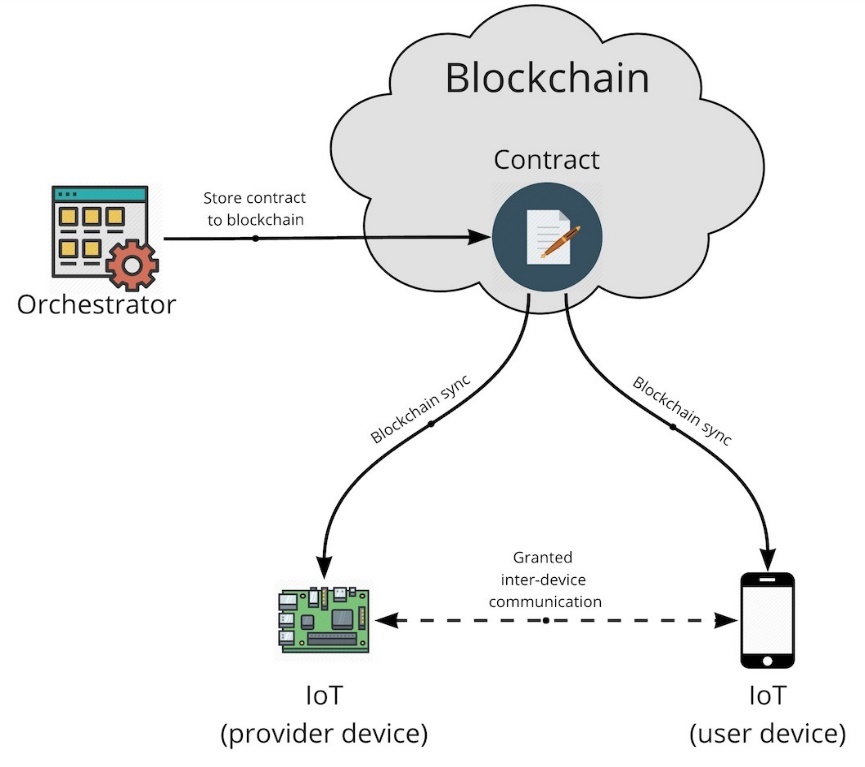 Blockchain
Contract
Store contract
to blockchain
Orchestrator
Blockchain sync
Blockchain sync
Granted
inter-device
communication
IoT
(provider device)
IoT
(user device)